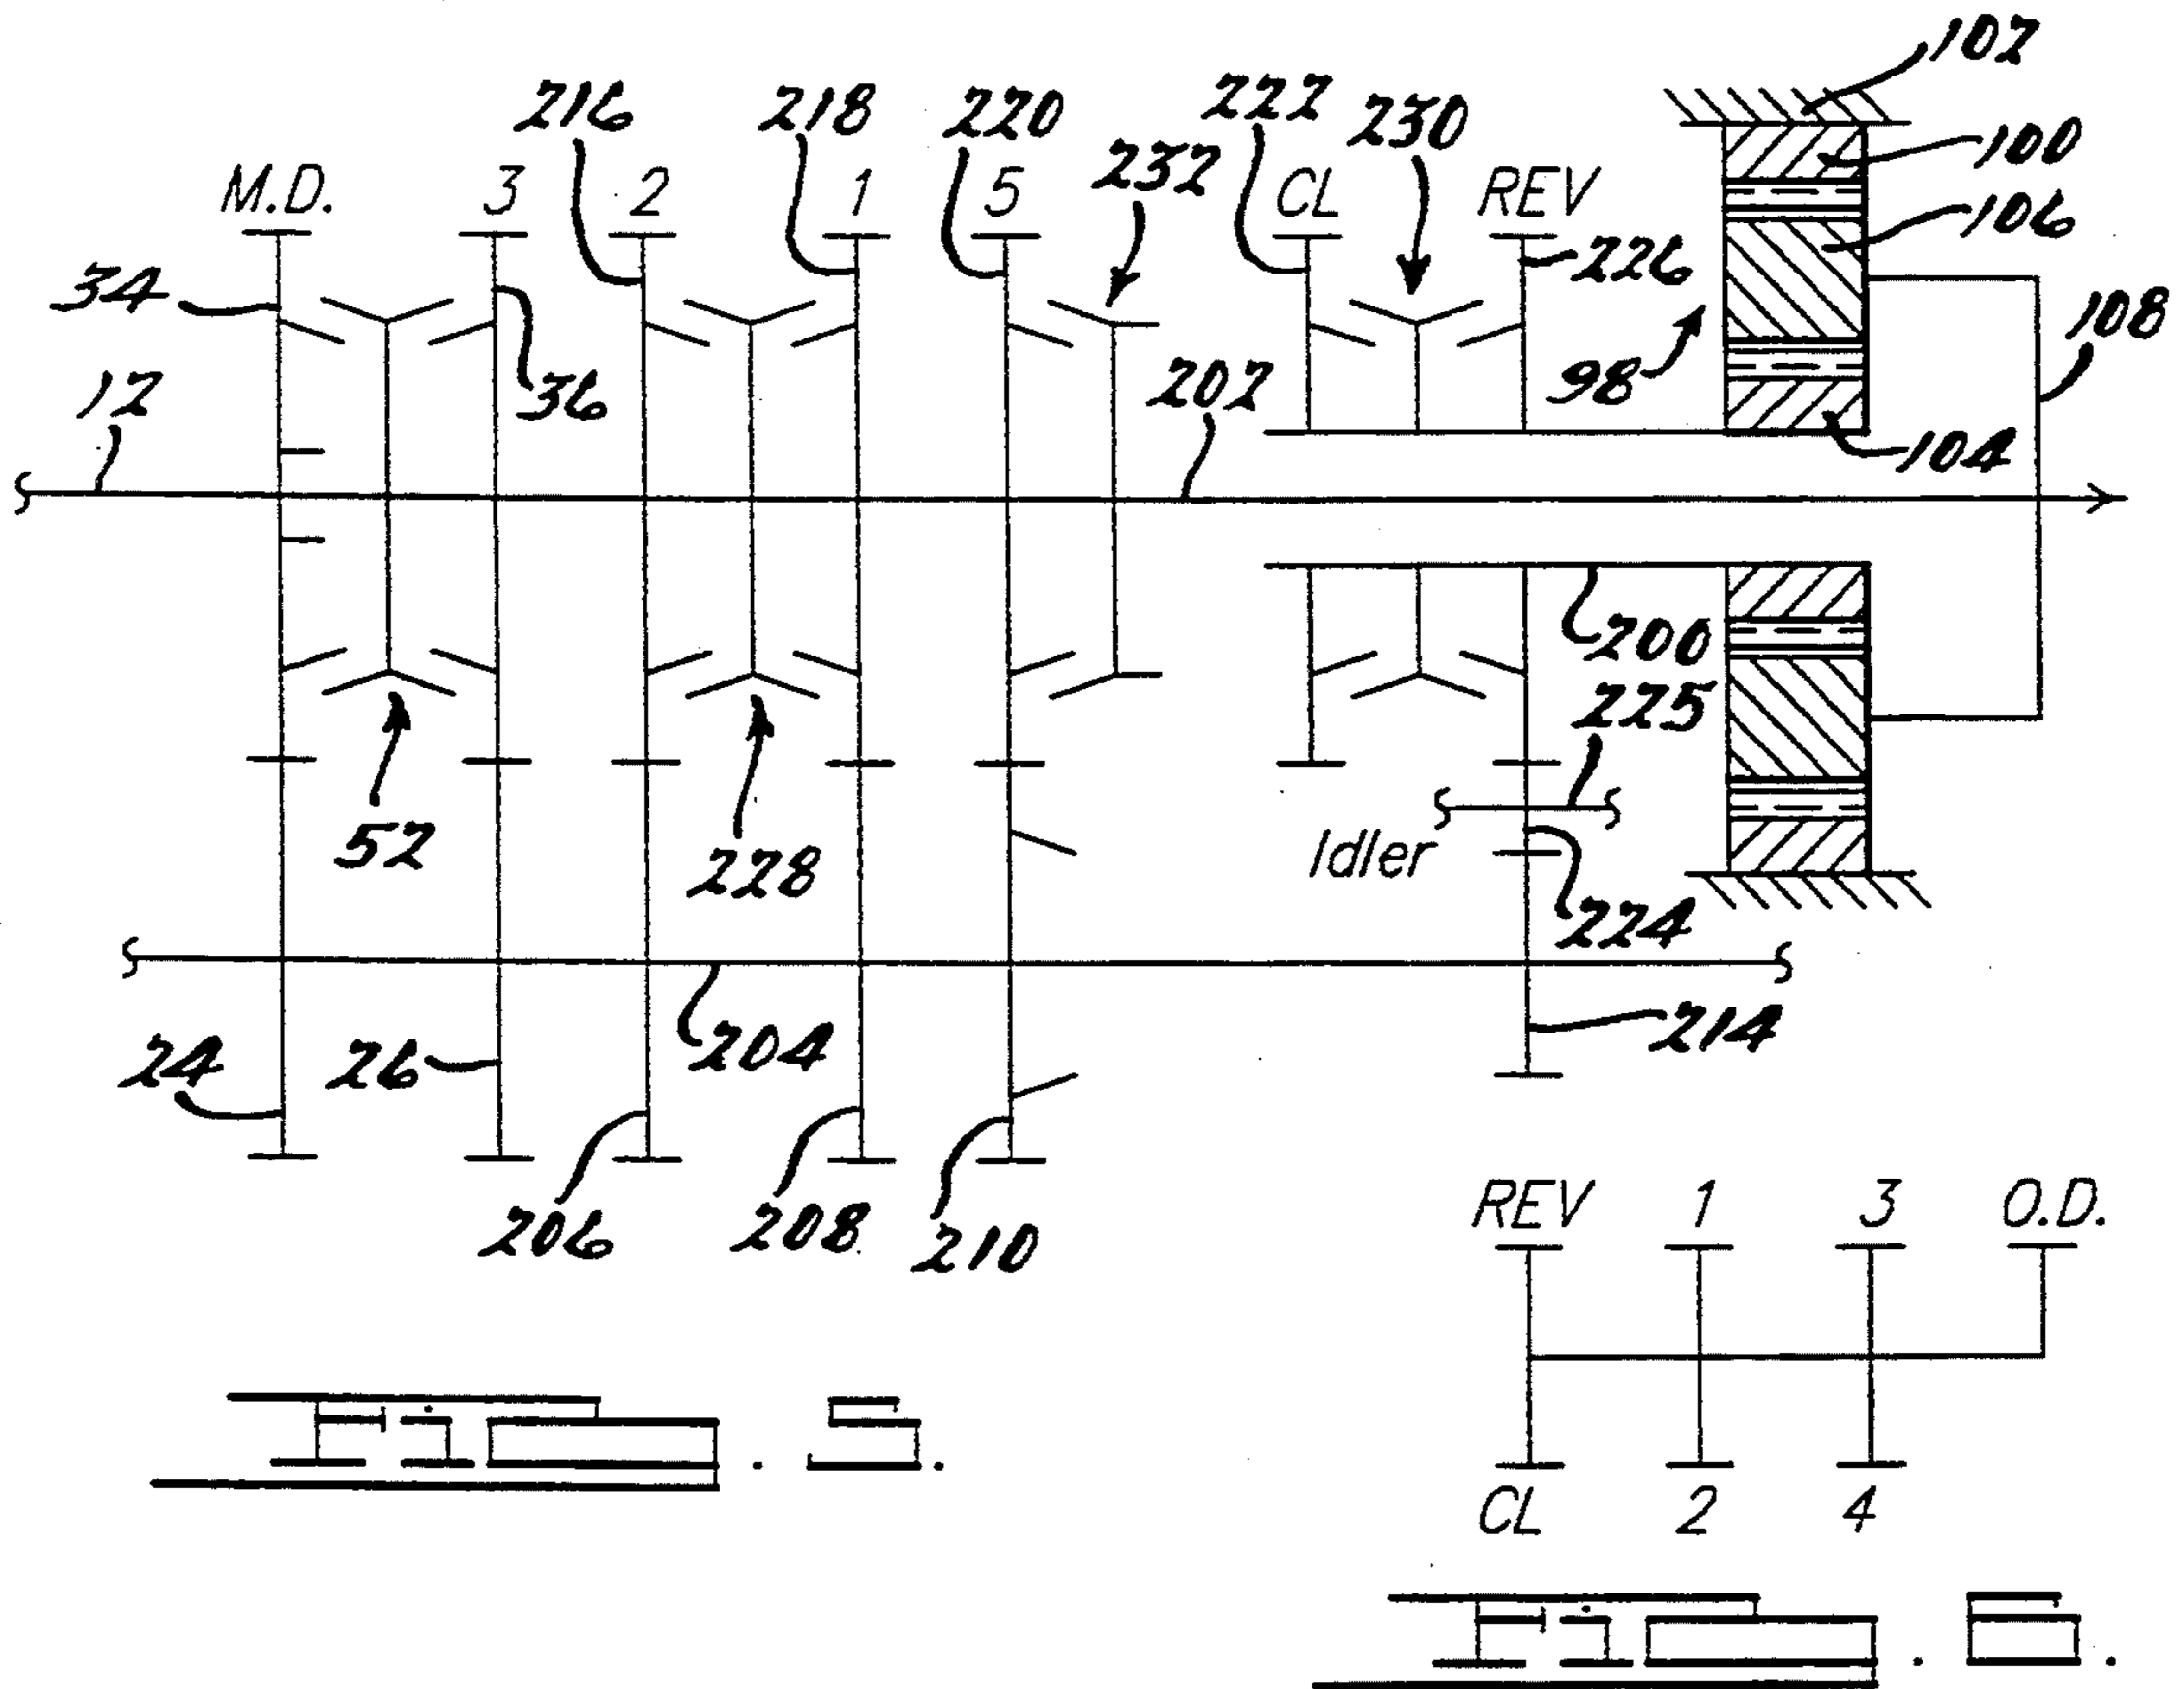 102
216 218 220 222 230 100
232
M.D. 3 2 1 5 CL REV 106
34 226
108
12 36 202 98
104
200
225
52 228 Idler
224
24 26 204 214
206 208 210
REV 1 3 O.D.
CL 2 4
Fig. 5.
Fig. 6.